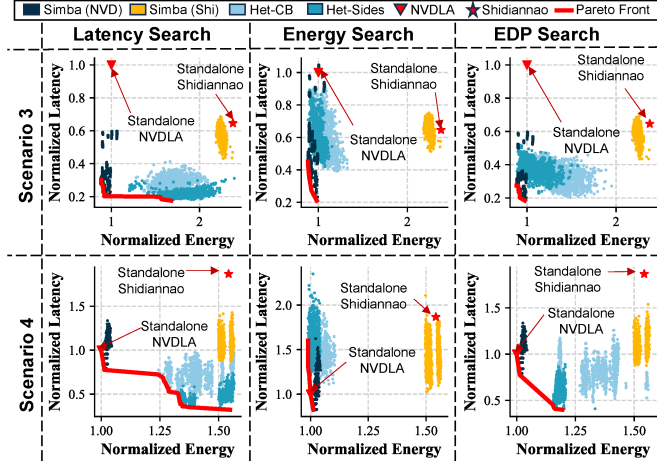 Simba (NVD) Simba (Shi) Het-CB Het-Sides NVDLA Shidiannao Pareto Front
Latency Search Energy Search EDP Search
Scenario 3
Normalized Latency
1.0
0.8
0.6
0.4
0.2
Standalone
Shidiannao
Standalone
NVDLA
1 2
Normalized Energy
Normalized Latency
1.0
0.8
0.6
0.4
0.2
Standalone
Shidiannao
Standalone
NVDLA
1 2
Normalized Energy
Normalized Latency
1.0
0.8
0.6
0.4
0.2
Standalone
Shidiannao
Standalone
NVDLA
1 2
Normalized Energy
Scenario 4
Normalized Latency
1.5
1.0
0.5
Standalone
Shidiannao
Standalone
NVDLA
1.00 1.25 1.50
Normalized Energy
Normalized Latency
2.0
1.5
1.0
Standalone
Shidiannao
Standalone
NVDLA
1.00 1.25 1.50
Normalized Energy
Normalized Latency
1.5
1.0
0.5
Standalone
Shidiannao
Standalone
NVDLA
1.00 1.25 1.50
Normalized Energy